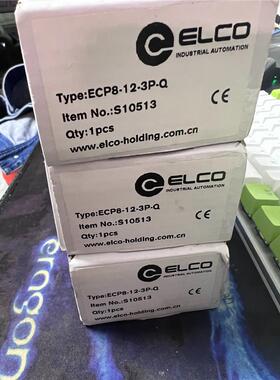 ELCO
INDUSTRIAL AUTOMATION
Type:ECP8-12-3P-Q
Item No.:S10513
Qty:1pcs
www.elco-holding.com.cn
CE
ELCO
INDUSTRIAL AUTOMATION
Type:ECP8-12-3P-Q
Item No.:S10513
Qty:1pcs
www.elco-holding.com.cn
CE
ELCO
INDUSTRIAL AUTOMATION
Type:ECP8-12-3P-Q
Item No.:S10513
Qty:1pcs
www.elco-holding.com.cn
CE
eragon